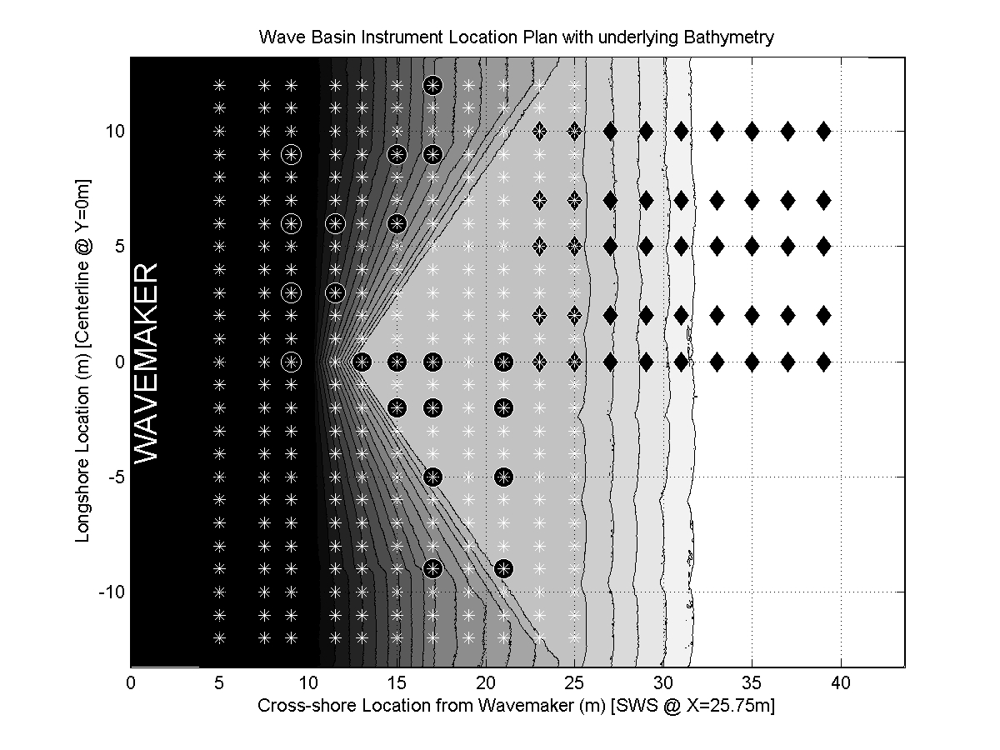 Wave Basin Instrument Location Plan with underlying Bathymetry
Longshore Location (m) [Centerline @ Y=0m]
10
5
0
-5
-10
WAVEMAKER
0 5 10 15 20 25 30 35 40
Cross-shore Location from Wavemaker (m) [SWS @ X=25.75m]